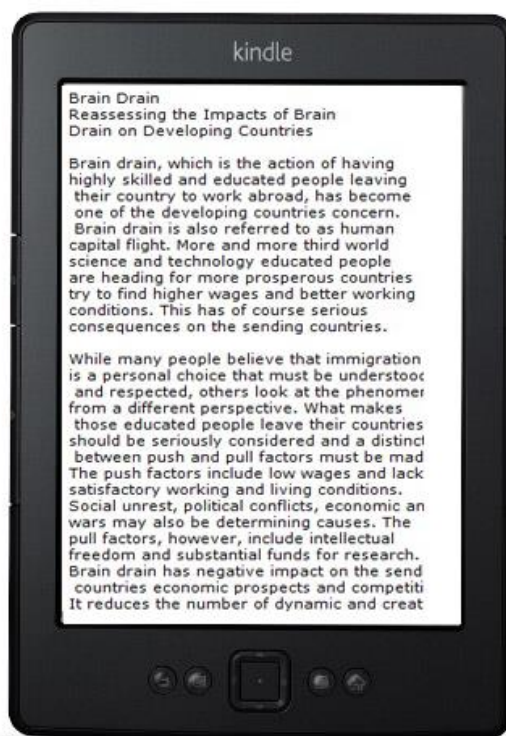 kindle
Brain Drain
Reassessing the Impacts of Brain
Drain on Developing Countries
Brain drain, which is the action of having
highly skilled and educated people leaving
their country to work abroad, has become
one of the developing countries concern.
Brain drain is also referred to as human
capital flight. More and more third world
science and technology educated people
are heading for more prosperous countries
try to find higher wages and better working
conditions. This has of course serious
consequences on the sending countries.
While many people believe that immigration
is a personal choice that must be understood
and respected, others look at the phenomen
from a different perspective. What makes
those educated people leave their countries
should be seriously considered and a distinct
between push and pull factors must be mad
The push factors include low wages and lack
satisfactory working and living conditions.
Social unrest, political conflicts, economic an
wars may also be determining causes. The
pull factors, however, include intellectual
freedom and substantial funds for research.
Brain drain has negative impact on the send
countries economic prospects and competiti
It reduces the number of dynamic and creat